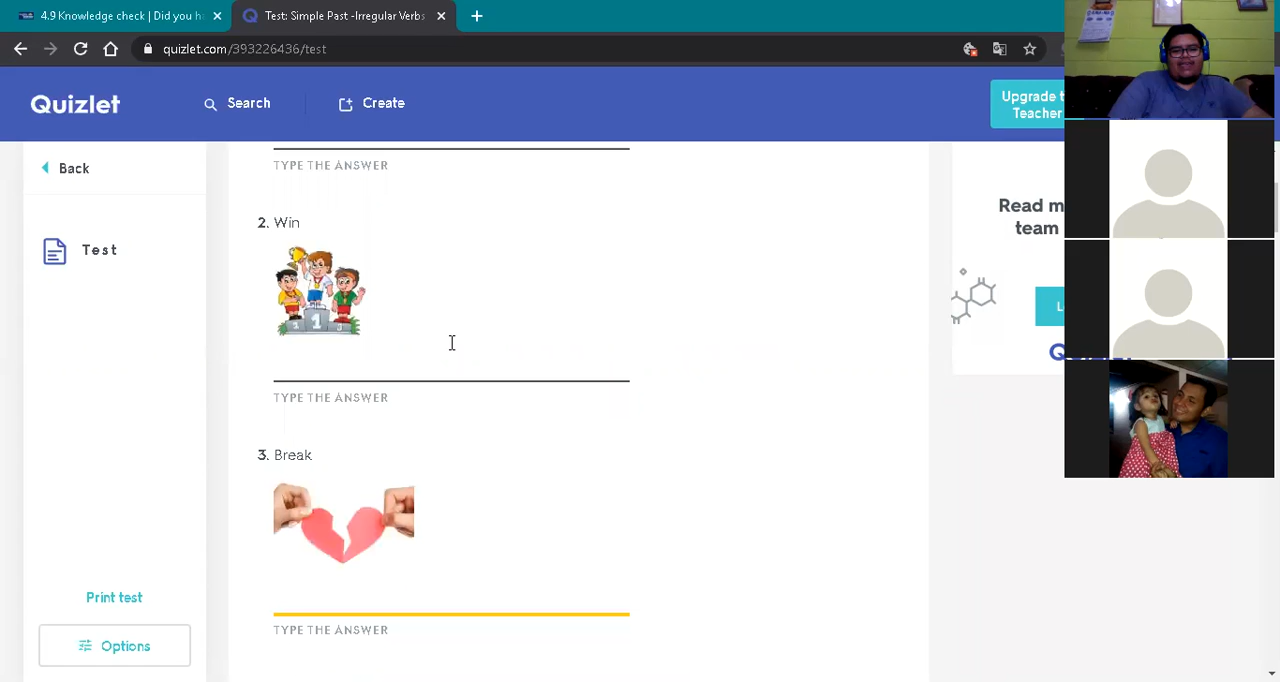 4.9 Knowledge check | Did you ha
Test: Simple Past -Irregular Verbs
quizlet.com/393226436/test
Quizlet
Search
Create
Upgrade t
Teacher
Back
Test
Print test
Options
TYPE THE ANSWER
2. Win
1
TYPE THE ANSWER
3. Break
TYPE THE ANSWER
Read m
team
L